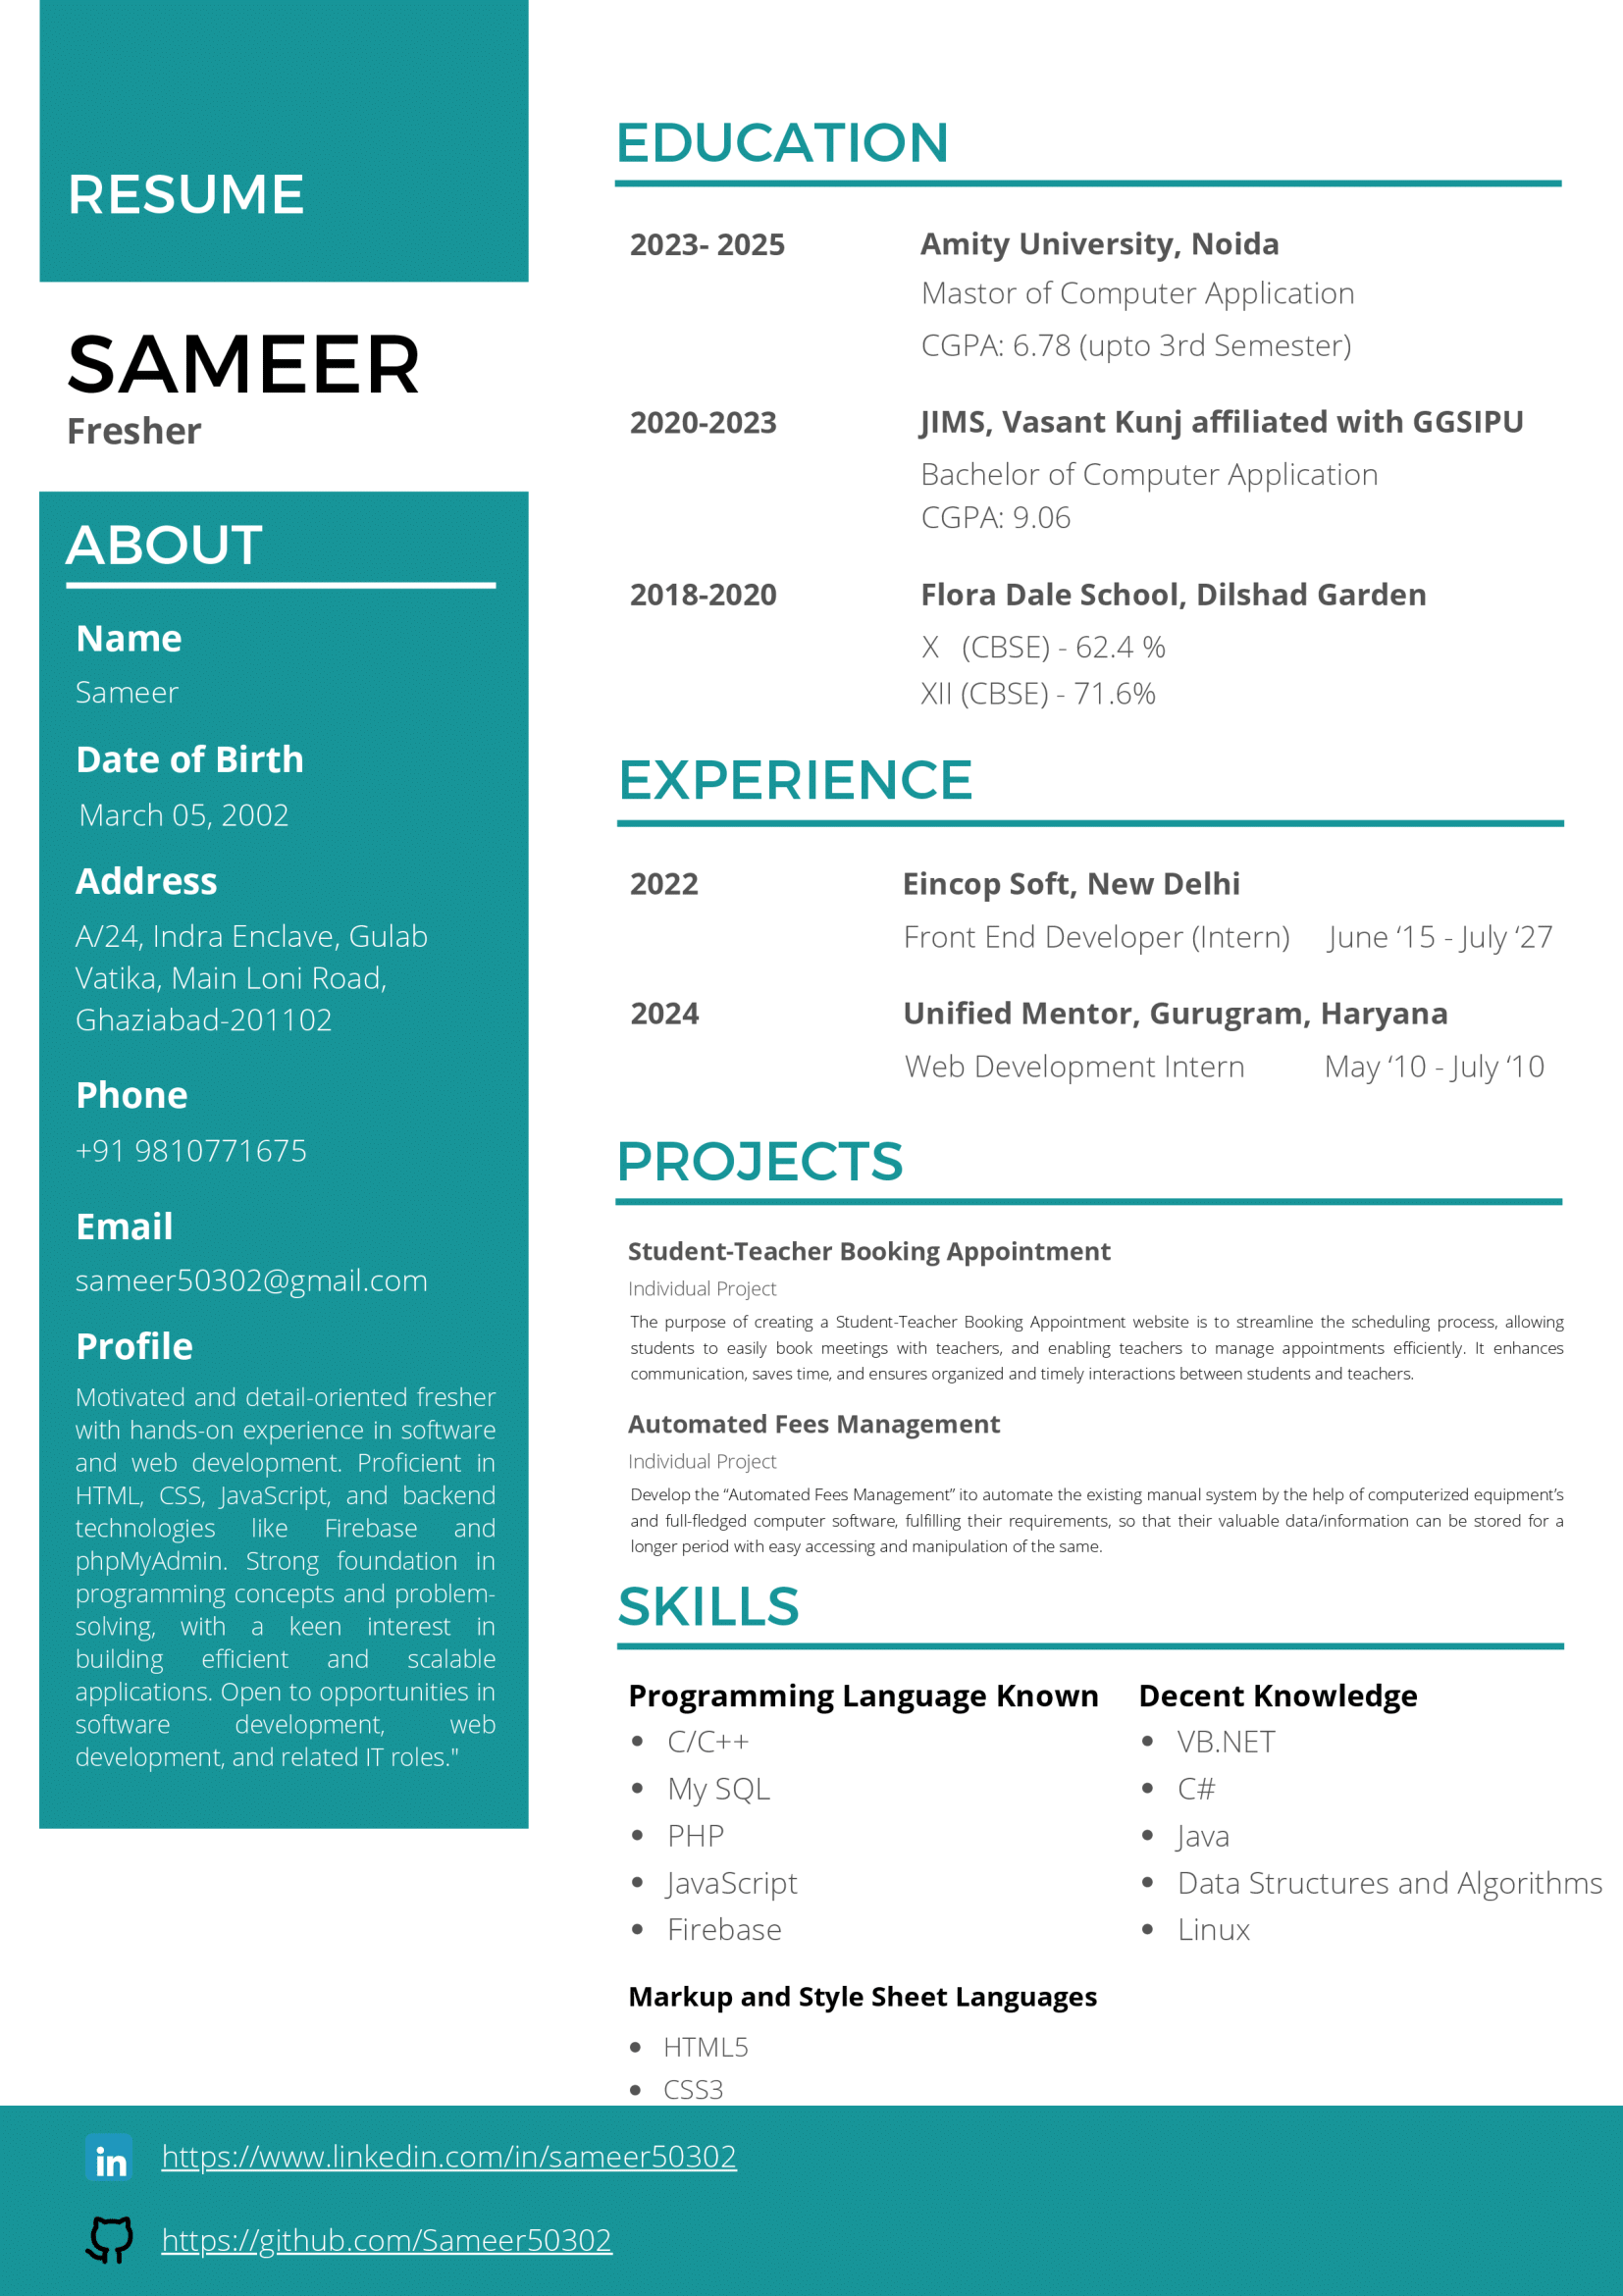 RESUME
SAMEER
Fresher
ABOUT
Name
Sameer
Date of Birth
March 05, 2002
Address
A/24, Indra Enclave, Gulab
Vatika, Main Loni Road,
Ghaziabad-201102
Phone
+91 9810771675
Email
sameer50302@gmail.com
Profile
Motivated and detail-oriented fresher
with hands-on experience in software
and web development. Proficient in
HTML, CSS, JavaScript, and backend
technologies like Firebase and
phpMyAdmin. Strong foundation in
programming concepts and problem-
solving, with a keen interest in
building efficient and scalable
applications. Open to opportunities in
software development, web
development, and related IT roles."
EDUCATION
2023- 2025 Amity University, Noida
Mastor of Computer Application
CGPA: 6.78 (upto 3rd Semester)
2020-2023 JIMS, Vasant Kunj affiliated with GGSIPU
Bachelor of Computer Application
CGPA: 9.06
2018-2020 Flora Dale School, Dilshad Garden
X (CBSE) - 62.4 %
XII (CBSE) - 71.6%
EXPERIENCE
2022 Eincop Soft, New Delhi
Front End Developer (Intern) June ‘15 - July ‘27
2024 Unified Mentor, Gurugram, Haryana
Web Development Intern May ‘10 - July ‘10
PROJECTS
Student-Teacher Booking Appointment
Individual Project
The purpose of creating a Student-Teacher Booking Appointment website is to streamline the scheduling process, allowing
students to easily book meetings with teachers, and enabling teachers to manage appointments efficiently. It enhances
communication, saves time, and ensures organized and timely interactions between students and teachers.
Automated Fees Management
Individual Project
Develop the “Automated Fees Management” ito automate the existing manual system by the help of computerized equipment’s
and full-fledged computer software, fulfilling their requirements, so that their valuable data/information can be stored for a
longer period with easy accessing and manipulation of the same.
SKILLS
Programming Language Known
• C/C++
• My SQL
• PHP
• JavaScript
• Firebase
Decent Knowledge
• VB.NET
• C#
• Java
• Data Structures and Algorithms
• Linux
Markup and Style Sheet Languages
• HTML5
• CSS3
in https://www.linkedin.com/in/sameer50302
https://github.com/Sameer50302